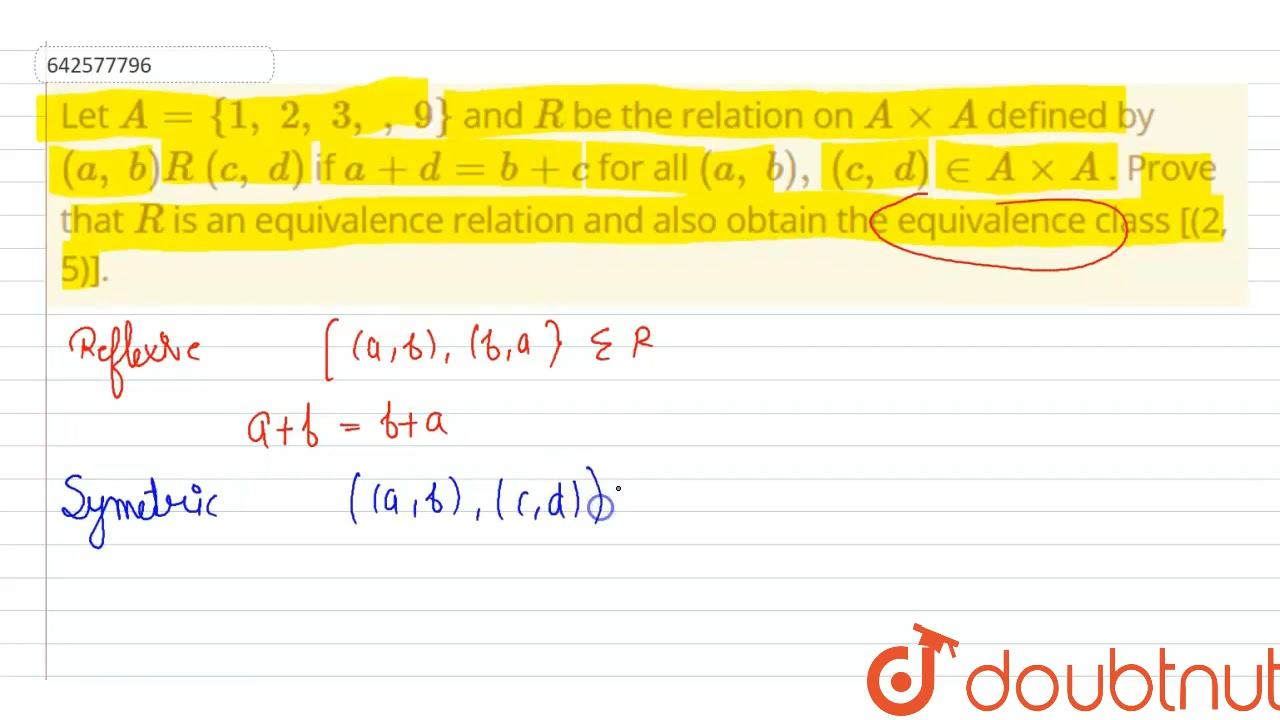 642577796
Let A = {1, 2, 3, , 9} and R be the relation on A × A defined by
(a, b)R (c, d) if a + d = b + c for all (a, b), (c, d) ∈ A × A . Prove
that R is an equivalence relation and also obtain the equivalence class [(2,
5)].
Reflexive [(a,b), (b,a} Σ R
a+b = b+a
Symetric ((a,b), (c,d))
doubtnut